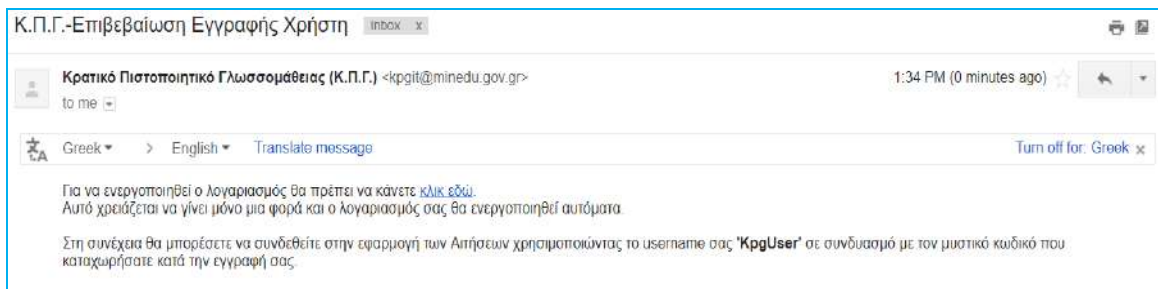 Κ.Π.Γ.-Επιβεβαίωση Εγγραφής Χρήστη Inbox x
Κρατικό Πιστοποιητικό Γλωσσομάθειας (Κ.Π.Γ.) <kpgit@minedu.gov.gr> 1:34 PM (0 minutes ago)
to me
Greek > English Translate message Turn off for: Greek x
Για να ενεργοποιηθεί ο λογαριασμός θα πρέπει να κάνετε κλικ εδώ.
Αυτό χρειάζεται να γίνει μόνο μια φορά και ο λογαριασμός σας θα ενεργοποιηθεί αυτόματα.
Στη συνέχεια θα μπορέσετε να συνδεθείτε στην εφαρμογή των Αιτήσεων χρησιμοποιώντας το username σας 'KpgUser' σε συνδυασμό με τον μυστικό κωδικό που
καταχωρήσατε κατά την εγγραφή σας.